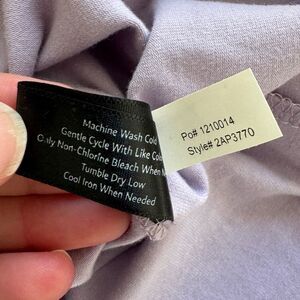 Machine Wash Cold
Gentle Cycle With Like Colors
Only Non-Chlorine Bleach When
Tumble Dry Low
Cool Iron When Needed
Po# 1210014
Style# 2AP3770